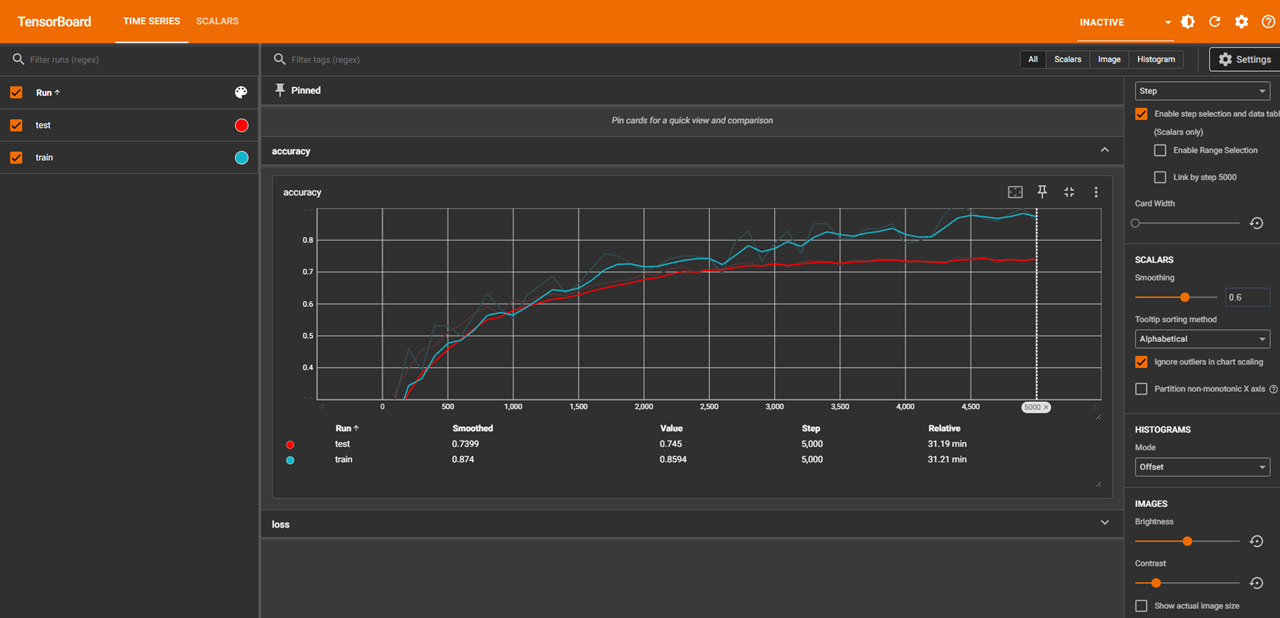 TensorBoard TIME SERIES SCALARS INACTIVE
Filter runs (regex)
Run
test
train
Filter tags (regex)
All Scalars Image Histogram
Settings
Pinned
Pin cards for a quick view and comparison
accuracy
accuracy
0.8
0.7
0.6
0.5
0.4
0 500 1,000 1,500 2,000 2,500 3,000 3,500 4,000 4,500 5000 ×
Run Smoothed Value Step Relative
test 0.7399 0.745 5,000 31.19 min
train 0.874 0.8594 5,000 31.21 min
loss
Step
Enable step selection and data tabl
(Scalars only)
Enable Range Selection
Link by step 5000
Card Width
SCALARS
Smoothing
0.6
Tooltip sorting method
Alphabetical
Ignore outliers in chart scaling
Partition non-monotonic X axis
HISTOGRAMS
Mode
Offset
IMAGES
Brightness
Contrast
Show actual image size